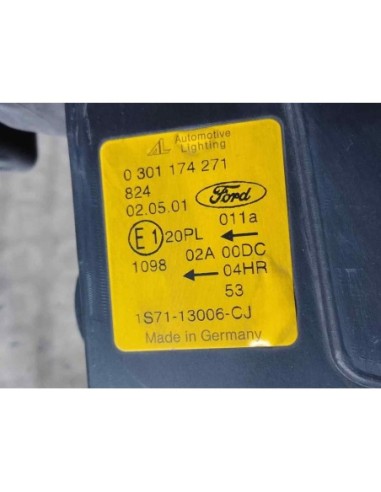 AL Automotive Lighting
0 301 174 271
824
02.05.01 Ford
011a
E1 20PL ←
1098 02A 00DC
← 04HR
53
1S71-13006-CJ
Made in Germany